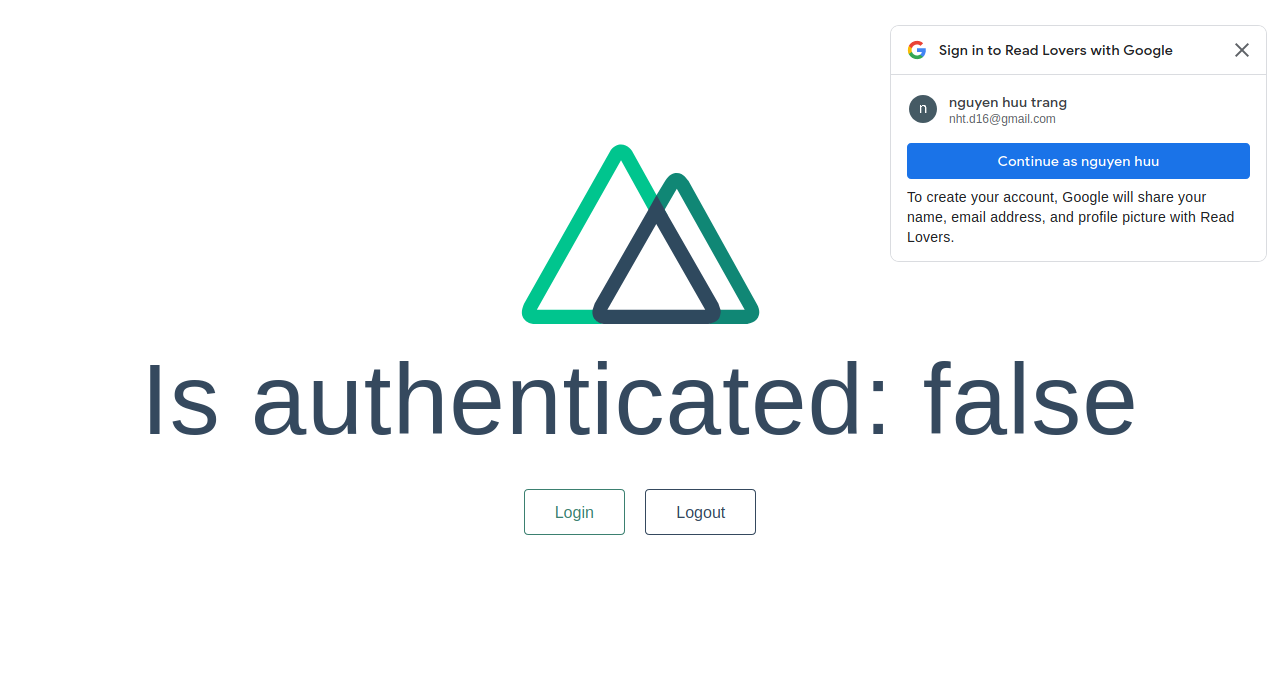 Sign in to Read Lovers with Google
n
nguyen huu trang
nht.d16@gmail.com
Continue as nguyen huu
To create your account, Google will share your
name, email address, and profile picture with Read
Lovers.
Is authenticated: false
Login
Logout